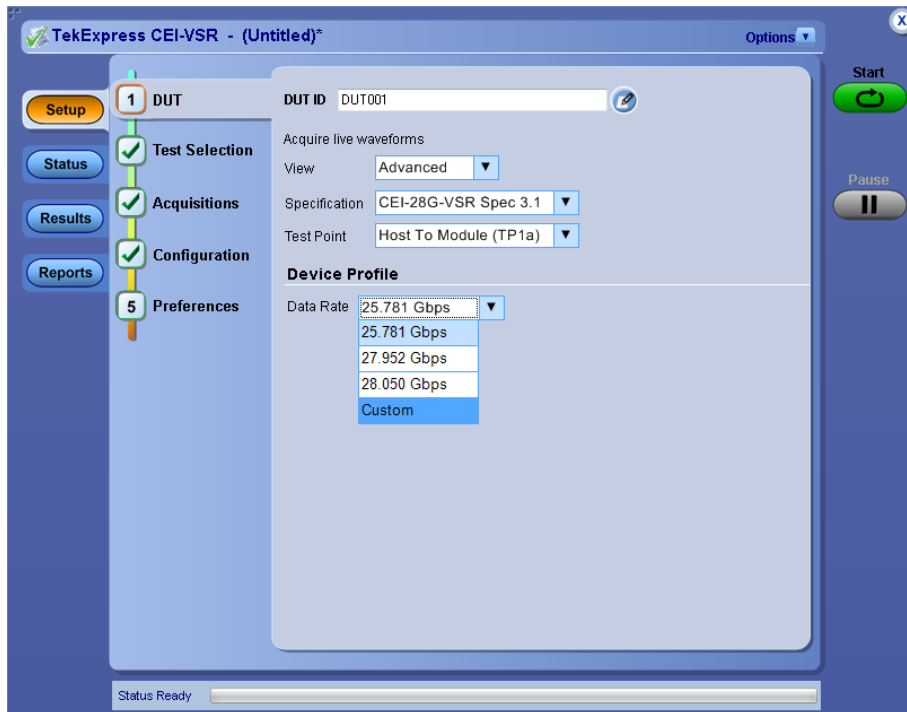 TekExpress CEI-VSR - (Untitled)*
Options
X
Start
Pause
Setup
Status
Results
Reports
1 DUT
Test Selection
Acquisitions
Configuration
5 Preferences
DUT ID DUT001
Acquire live waveforms
View Advanced
Specification CEI-28G-VSR Spec 3.1
Test Point Host To Module (TP1a)
Device Profile
Data Rate 25.781 Gbps
25.781 Gbps
27.952 Gbps
28.050 Gbps
Custom
Status Ready